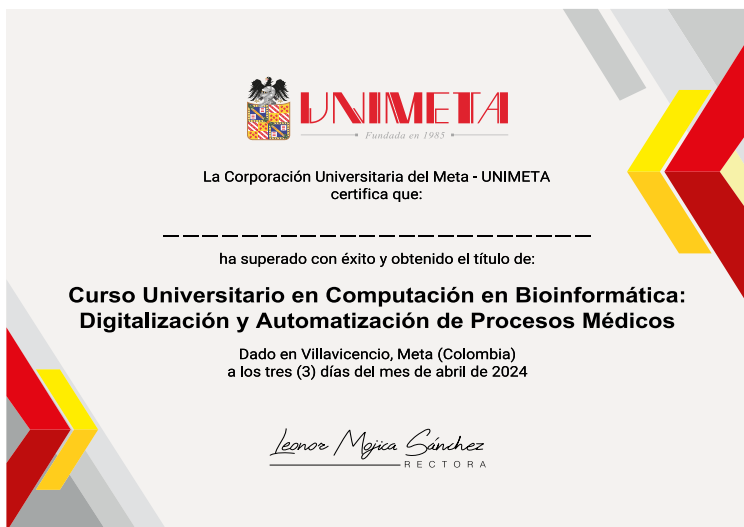 UNIMETA
Fundada en 1985
La Corporación Universitaria del Meta - UNIMETA
certifica que:
ha superado con éxito y obtenido el título de:
Curso Universitario en Computación en Bioinformática:
Digitalización y Automatización de Procesos Médicos
Dado en Villavicencio, Meta (Colombia)
a los tres (3) días del mes de abril de 2024
Leonor Mojica Sánchez
RECTORA